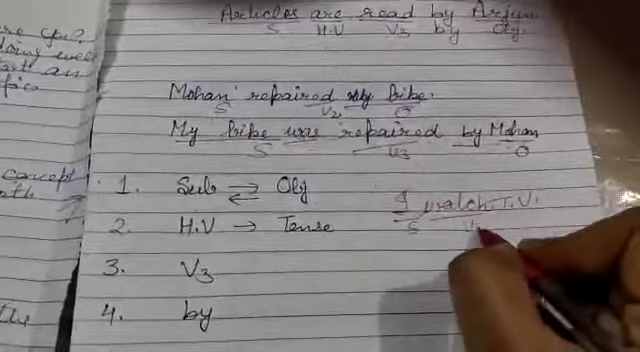 Articles are read by Arjun.
S H.V V3 by Obj.
Mohan repaired my bike.
S V2 O
My bike was repaired by Mohan
S V3 O
1. Sub ⇌ Obj
I watch T.V.
S
2. H.V → Tense
3. V3
4. by
concept